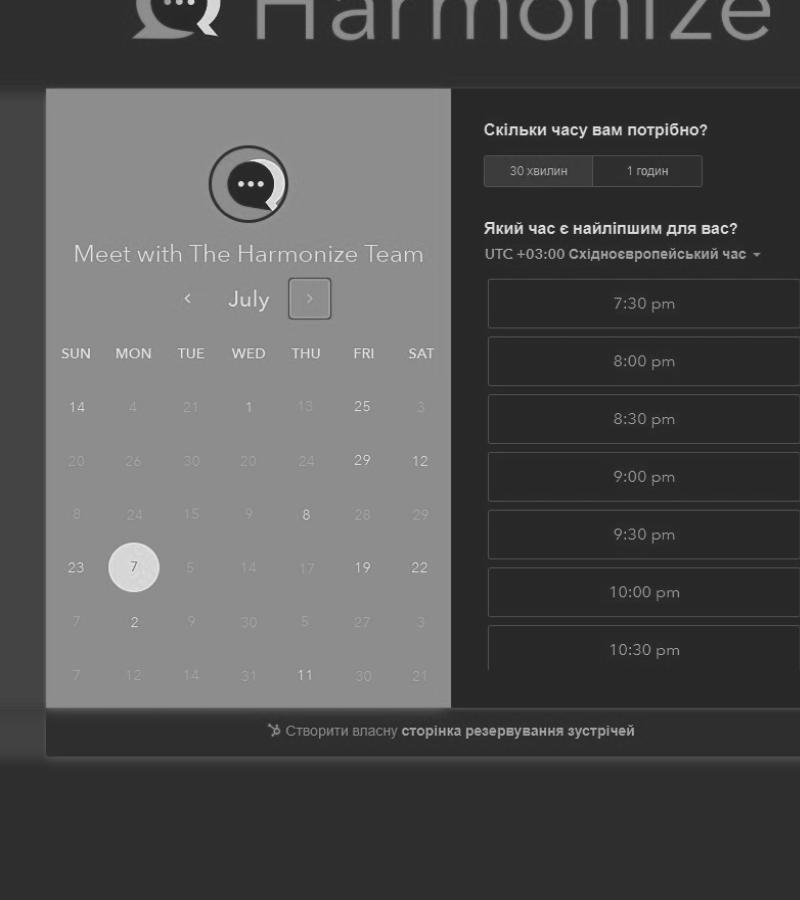 Harmonize
Meet with The Harmonize Team
July
SUN MON TUE WED THU FRI SAT
14 4 21 1 13 25 3
20 26 30 20 24 29 12
8 24 15 9 8 28 29
23 7 5 14 17 19 22
7 2 9 30 5 27 3
7 12 14 31 11 30 21
Скільки часу вам потрібно?
30 хвилин 1 годин
Який час є найліпшим для вас?
UTC +03:00 Східноєвропейський час
7:30 pm
8:00 pm
8:30 pm
9:00 pm
9:30 pm
10:00 pm
10:30 pm
Створити власну сторінка резервування зустрічей